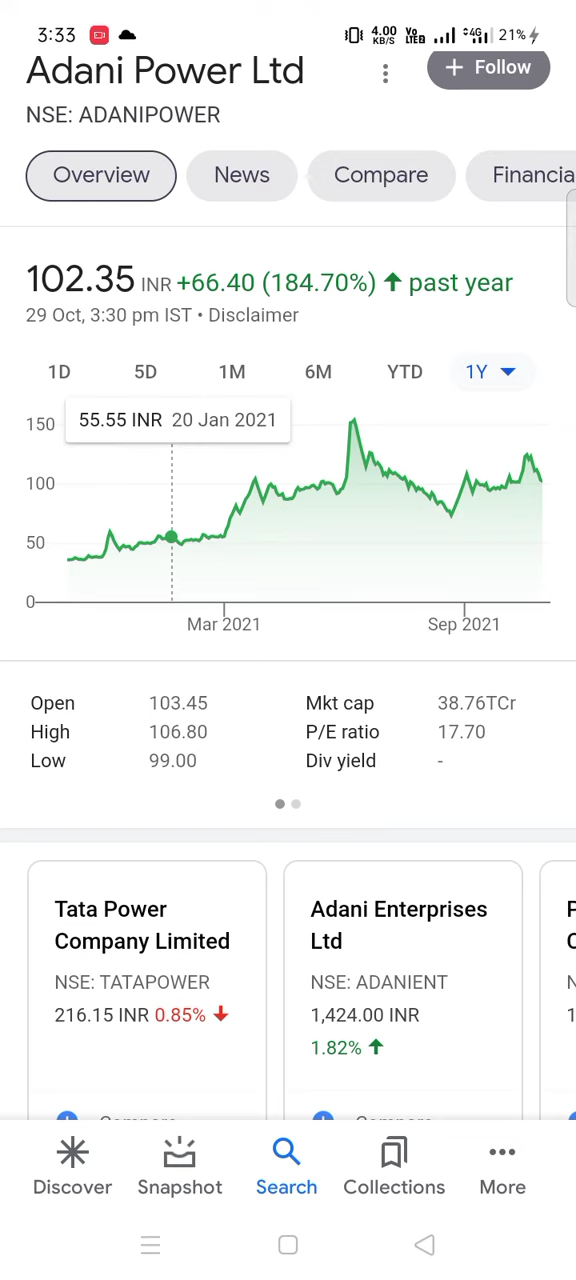 3:33 4.00 KB/S Vo LTE2 4G 21%
Adani Power Ltd
+ Follow
NSE: ADANIPOWER
Overview News Compare Financia
102.35 INR +66.40 (184.70%) ↑ past year
29 Oct, 3:30 pm IST • Disclaimer
1D 5D 1M 6M YTD 1Y
150
55.55 INR 20 Jan 2021
100
50
0
Mar 2021 Sep 2021
Open 103.45 Mkt cap 38.76TCr
High 106.80 P/E ratio 17.70
Low 99.00 Div yield -
Tata Power Adani Enterprises P
Company Limited Ltd C
NSE: TATAPOWER NSE: ADANIENT N
216.15 INR 0.85% ↓ 1,424.00 INR 1
1.82% ↑
Compare Compare
Discover Snapshot Search Collections More